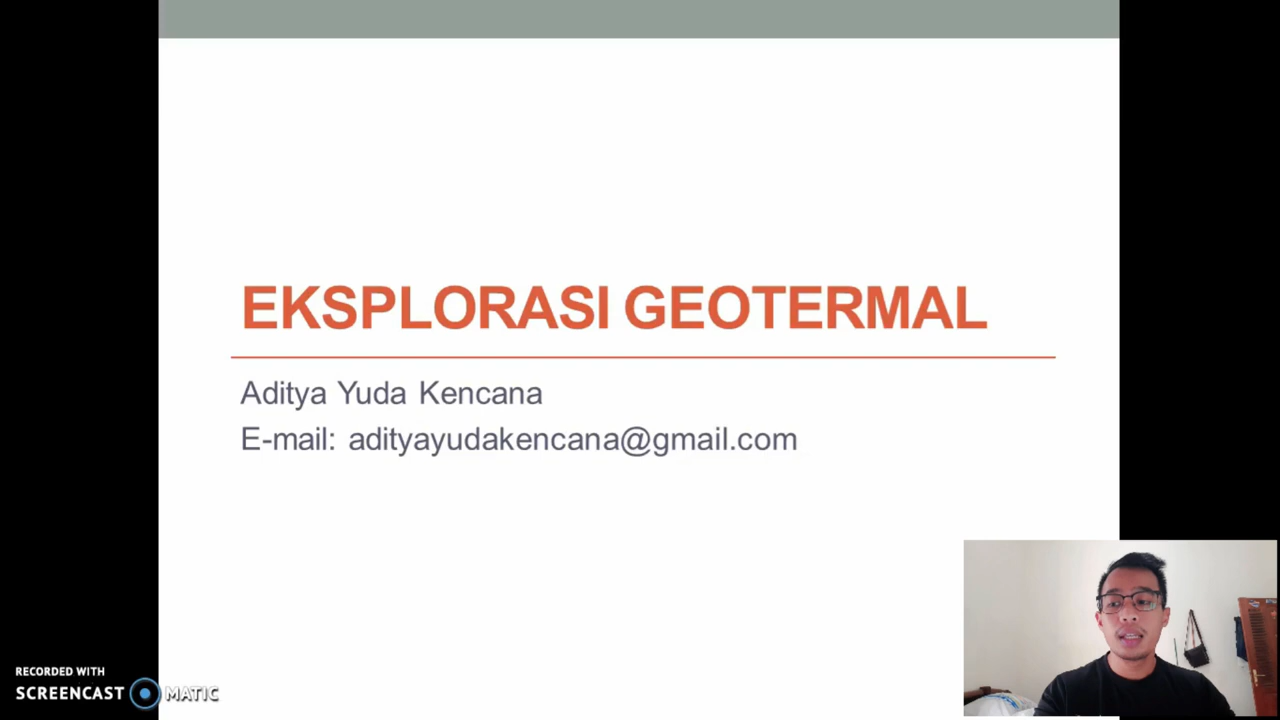 EKSPLORASI GEOTERMAL
Aditya Yuda Kencana
E-mail: adityayudakencana@gmail.com
RECORDED WITH
SCREENCAST MATIC